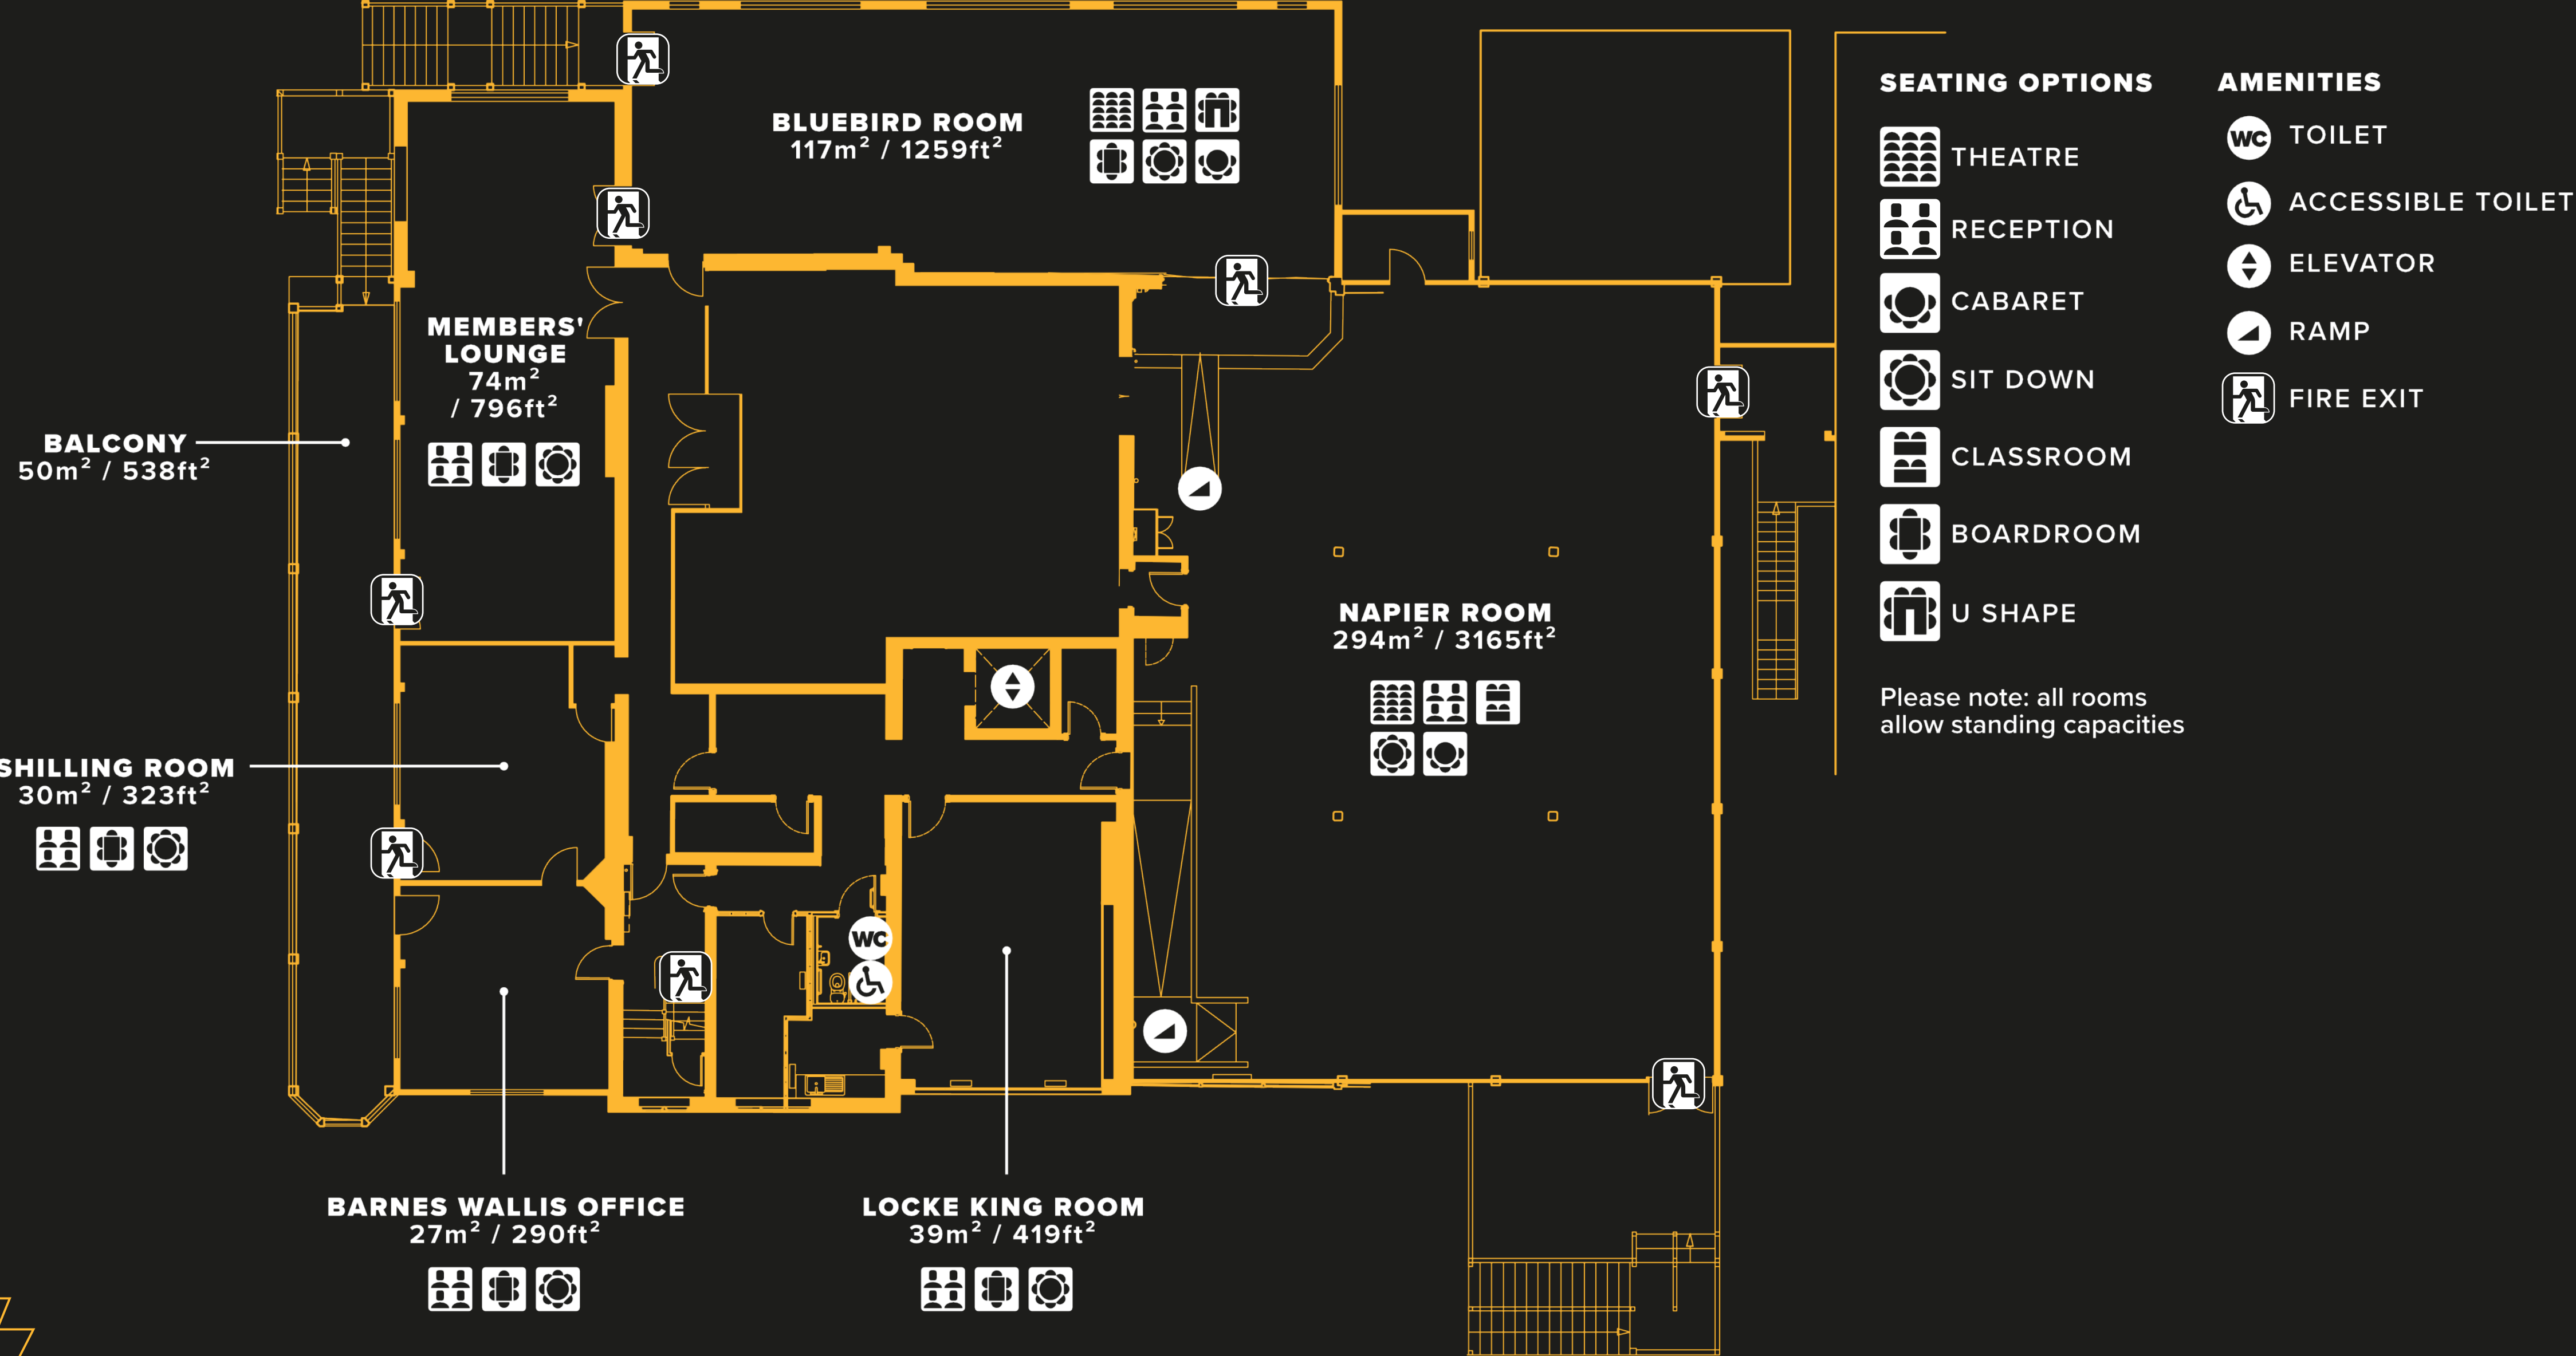 BLUEBIRD ROOM
117m² / 1259ft²
MEMBERS'
LOUNGE
74m²
/ 796ft²
BALCONY
50m² / 538ft²
SHILLING ROOM
30m² / 323ft²
NAPIER ROOM
294m² / 3165ft²
WC
BARNES WALLIS OFFICE
27m² / 290ft²
LOCKE KING ROOM
39m² / 419ft²
SEATING OPTIONS
THEATRE
RECEPTION
CABARET
SIT DOWN
CLASSROOM
BOARDROOM
U SHAPE
Please note: all rooms
allow standing capacities
AMENITIES
WC TOILET
ACCESSIBLE TOILET
ELEVATOR
RAMP
FIRE EXIT